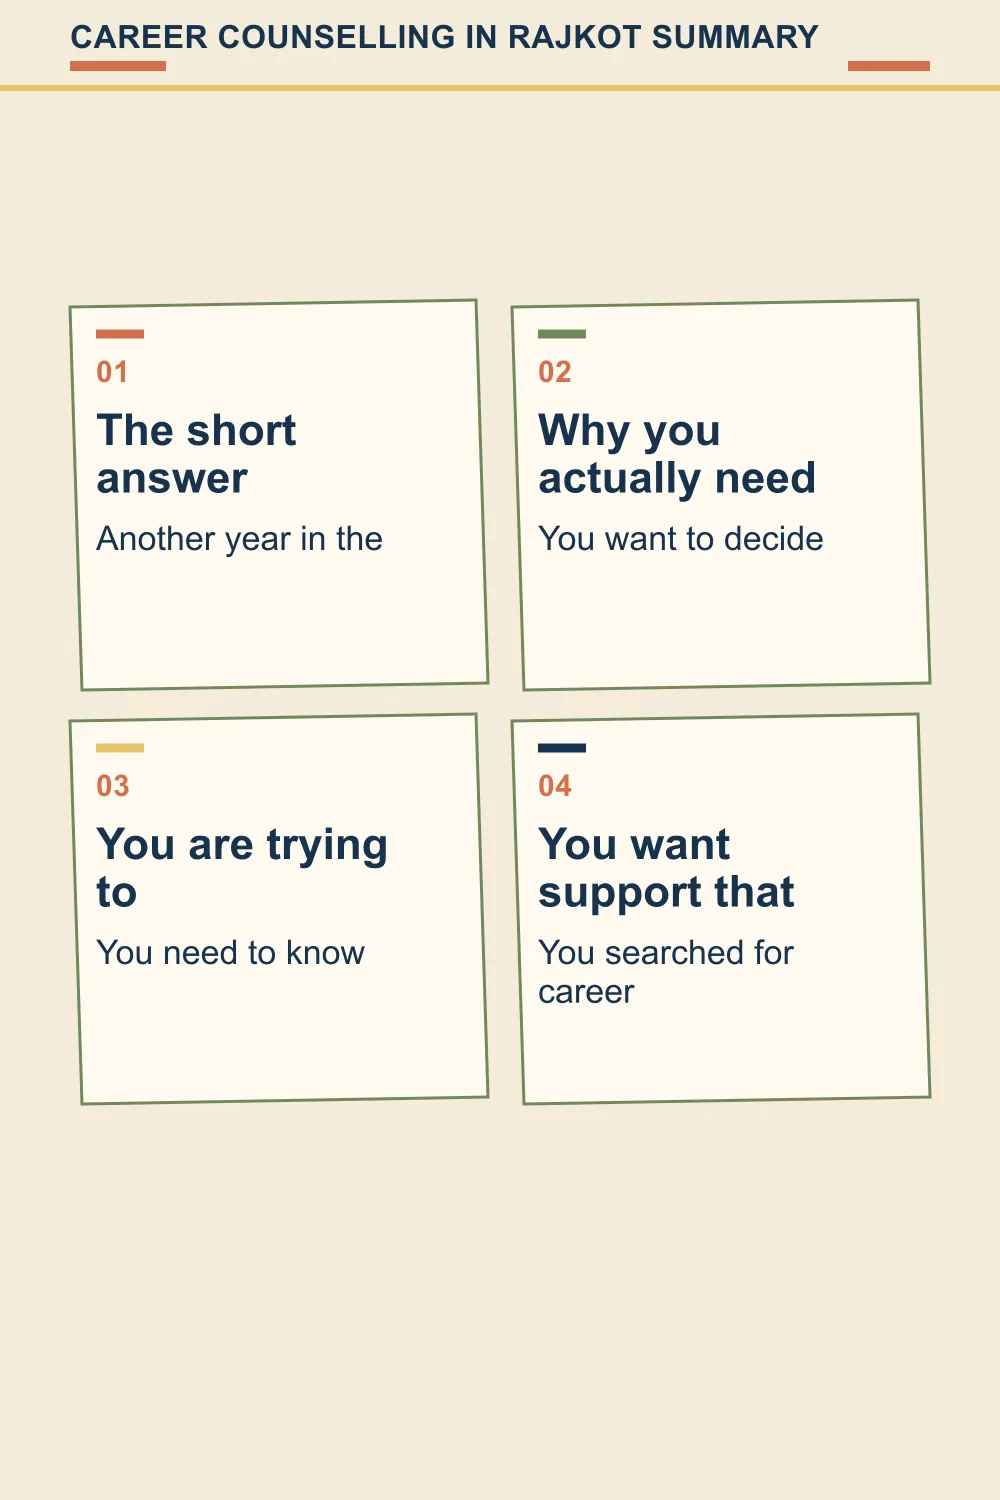 CAREER COUNSELLING IN RAJKOT SUMMARY
01
The short
answer
Another year in the
02
Why you
actually need
You want to decide
03
You are trying
to
You need to know
04
You want
support that
You searched for
career